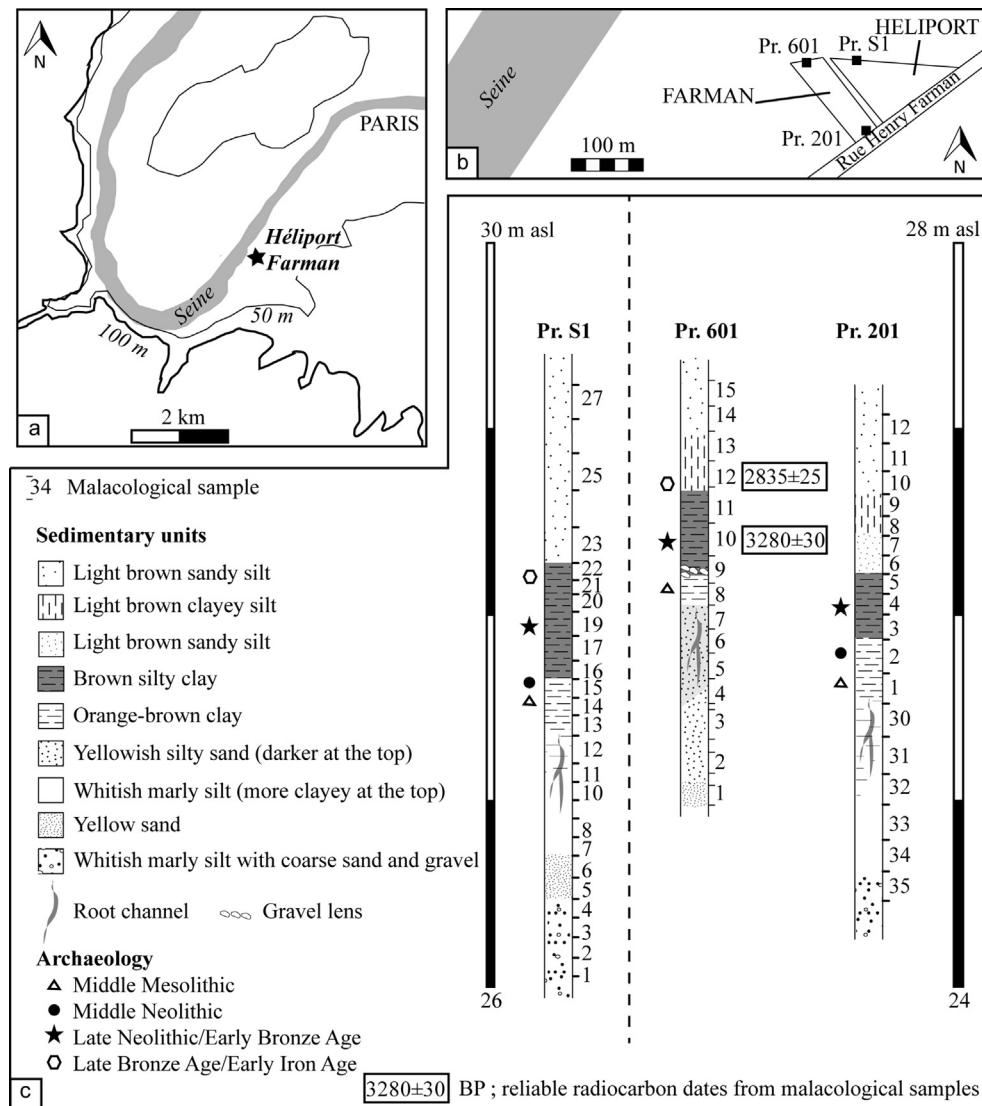 N
PARIS
Héliport
Farman
Seine
50 m
100 m
2 km
a
Seine
Pr. 601
Pr. S1
HELIPORT
FARMAN
Pr. 201
Rue Henry Farman
100 m
N
b
30 m asl
28 m asl
Pr. S1
Pr. 601
Pr. 201
27
25
23
22
21
20
19
17
16
15
14
13
12
11
10
8
7
6
5
4
3
2
1
15
14
13
12
11
10
9
8
7
6
5
4
3
2
1
2835±25
3280±30
12
11
10
9
8
7
6
5
4
3
2
1
30
31
32
33
34
35
26
24
34 Malacological sample
Sedimentary units
Light brown sandy silt
Light brown clayey silt
Light brown sandy silt
Brown silty clay
Orange-brown clay
Yellowish silty sand (darker at the top)
Whitish marly silt (more clayey at the top)
Yellow sand
Whitish marly silt with coarse sand and gravel
Root channel Gravel lens
Archaeology
Middle Mesolithic
Middle Neolithic
Late Neolithic/Early Bronze Age
Late Bronze Age/Early Iron Age
c
3280±30 BP ; reliable radiocarbon dates from malacological samples